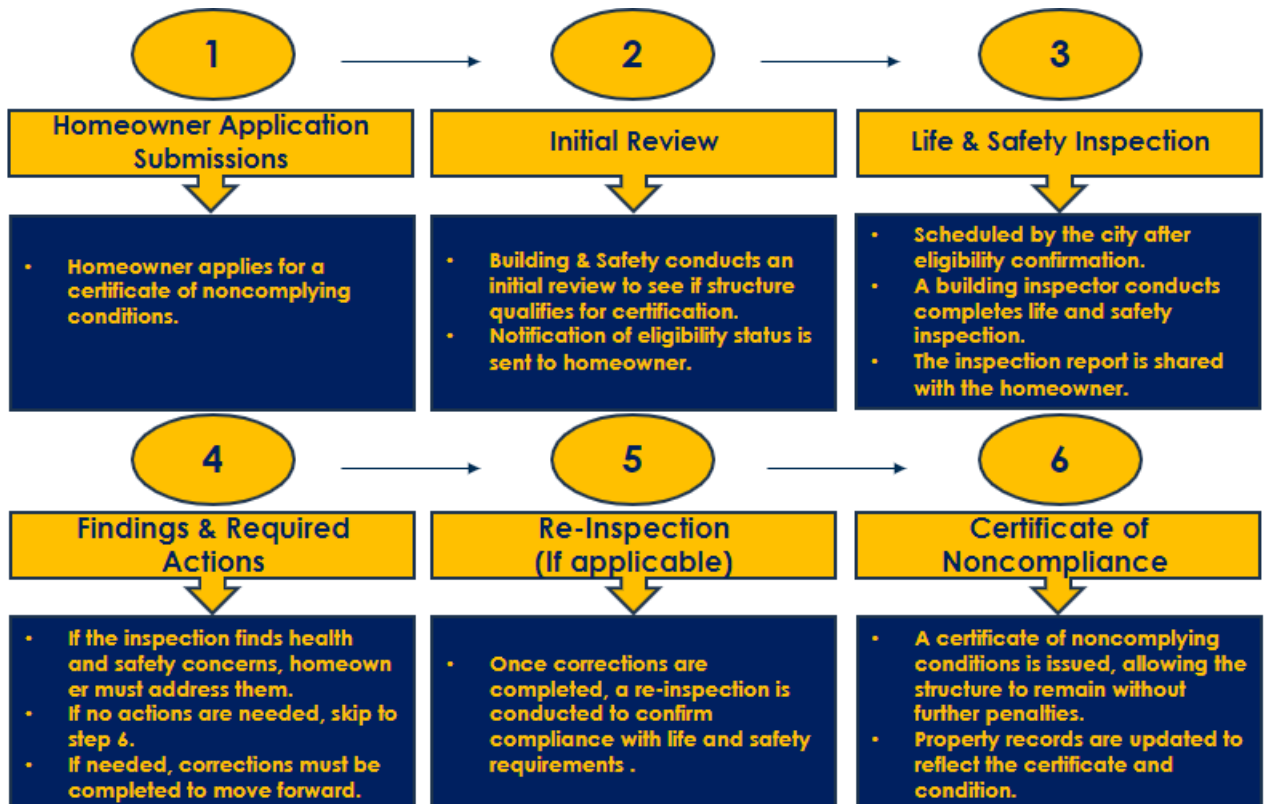 1
2
3
Homeowner Application
Submissions
Initial Review
Life & Safety Inspection
• Homeowner applies for a
certificate of noncomplying
conditions.
• Building & Safety conducts an
initial review to see if structure
qualifies for certification.
• Notification of eligibility status is
sent to homeowner.
• Scheduled by the city after
eligibility confirmation.
• A building inspector conducts
completes life and safety
inspection.
• The inspection report is shared
with the homeowner.
4
5
6
Findings & Required
Actions
Re-Inspection
(If applicable)
Certificate of
Noncompliance
• If the inspection finds health
and safety concerns, homeown
er must address them.
• If no actions are needed, skip to
step 6.
• If needed, corrections must be
completed to move forward.
• Once corrections are
completed, a re-inspection is
conducted to confirm
compliance with life and safety
requirements .
• A certificate of noncomplying
conditions is issued, allowing the
structure to remain without
further penalties.
• Property records are updated to
reflect the certificate and
condition.